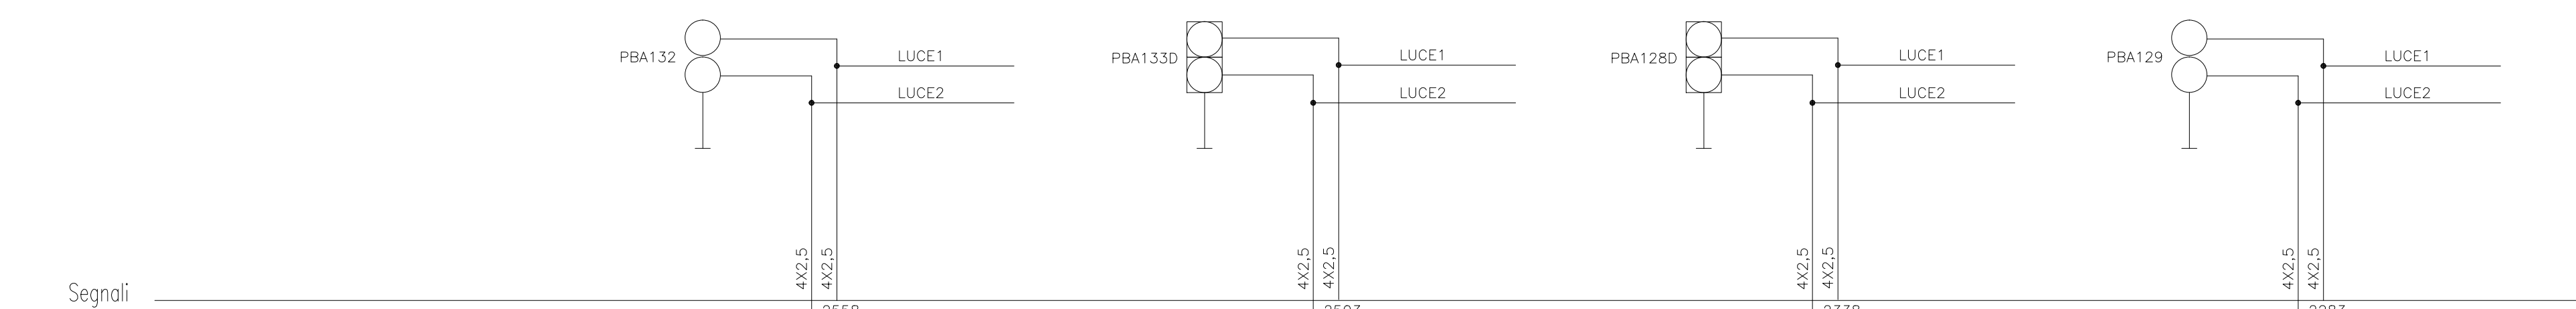 LUCE1 LUCE1 LUCE1 LUCE1
PBA132 PBA133D PBA128D PBA129
LUCE2 LUCE2 LUCE2 LUCE2
4X2,5 4X2,5 4X2,5 4X2,5 4X2,5 4X2,5 4X2,5 4X2,5
Segnali